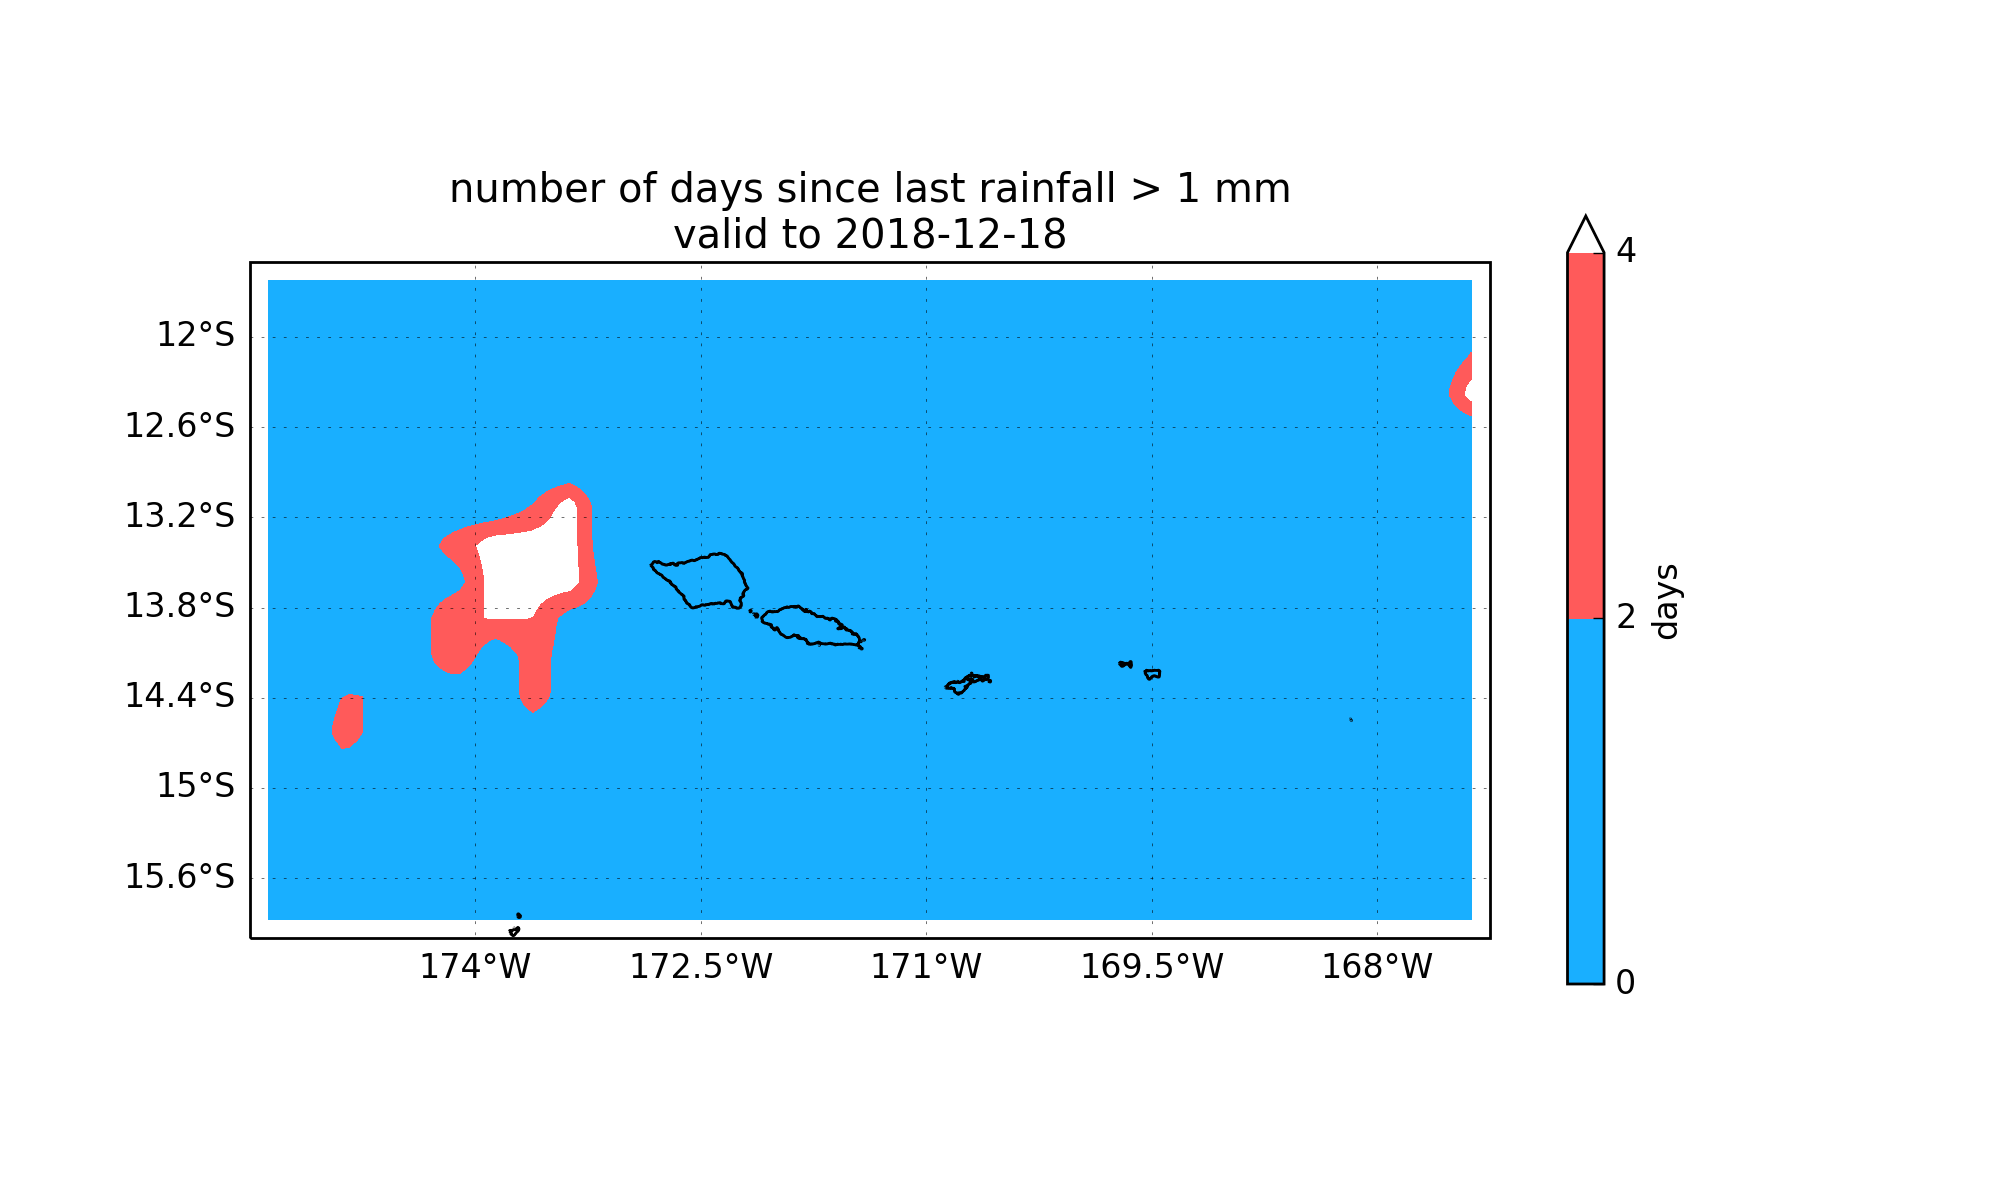 number of days since last rainfall > 1 mm
valid to 2018-12-18
12°S
12.6°S
13.2°S
13.8°S
14.4°S
15°S
15.6°S
174°W
172.5°W
171°W
169.5°W
168°W
4
2
0
days